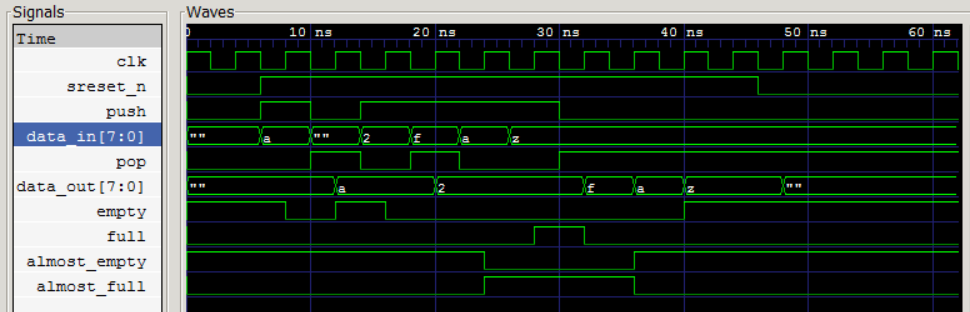 Signals Waves
Time 0 10 ns 20 ns 30 ns 40 ns 50 ns 60 ns
clk
sreset_n
push
data_in[7:0] "" a "" 2 f a z
pop
data_out[7:0] "" a 2 f a z ""
empty
full
almost_empty
almost_full